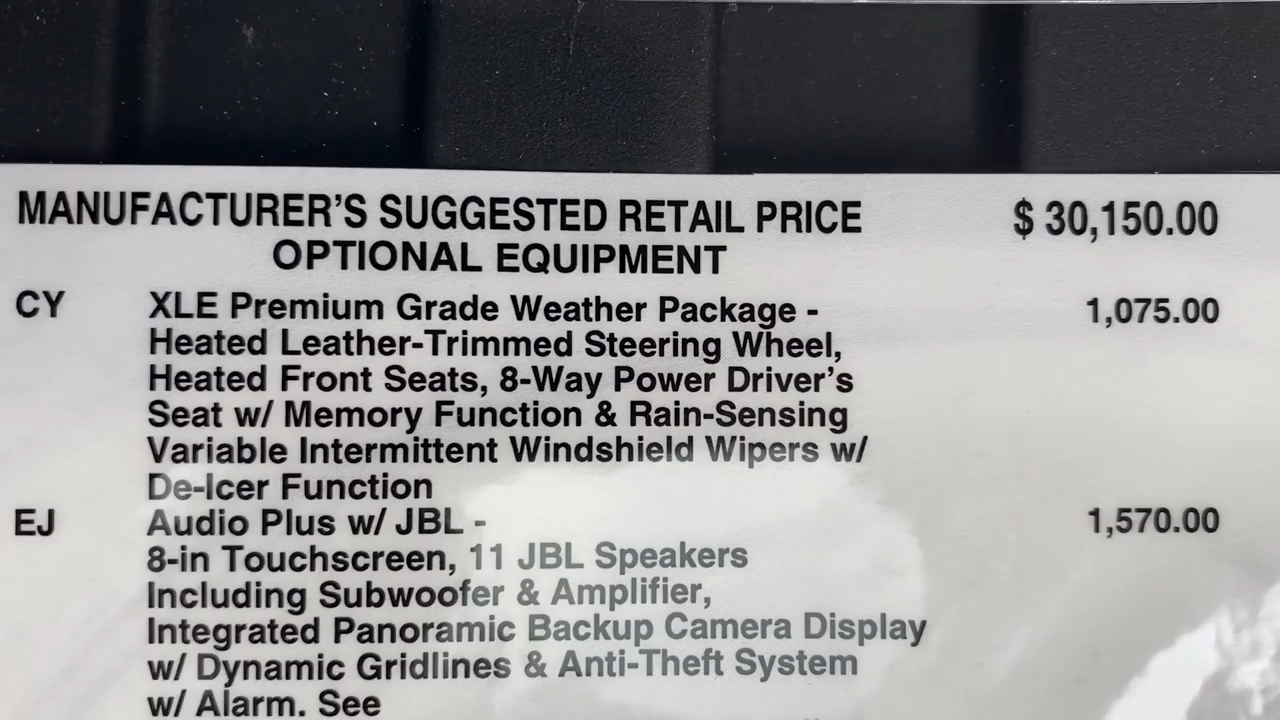 MANUFACTURER'S SUGGESTED RETAIL PRICE $ 30,150.00
OPTIONAL EQUIPMENT
CY XLE Premium Grade Weather Package - 1,075.00
Heated Leather-Trimmed Steering Wheel,
Heated Front Seats, 8-Way Power Driver's
Seat w/ Memory Function & Rain-Sensing
Variable Intermittent Windshield Wipers w/
De-Icer Function
EJ Audio Plus w/ JBL - 1,570.00
8-in Touchscreen, 11 JBL Speakers
Including Subwoofer & Amplifier,
Integrated Panoramic Backup Camera Display
w/ Dynamic Gridlines & Anti-Theft System
w/ Alarm. See